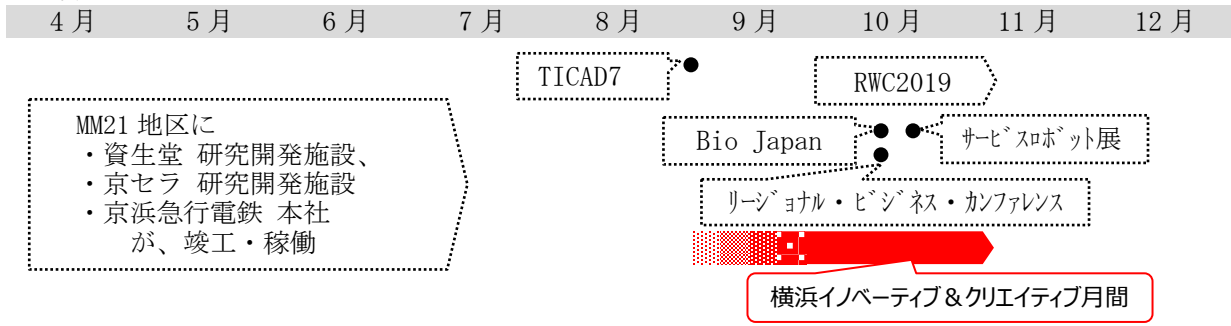 4月 5月 6月 7月 8月 9月 10月 11月 12月
TICAD7
RWC2019
MM21 地区に
・資生堂 研究開発施設、
・京セラ 研究開発施設
・京浜急行電鉄 本社
が、竣工・稼働
Bio Japan
ｻｰﾋﾞｽﾛﾎﾞｯﾄ展
ﾘｰｼﾞｮﾅﾙ・ﾋﾞｼﾞﾈｽ・ｶﾝﾌｧﾚﾝｽ
横浜イノベーティブ＆クリエイティブ月間